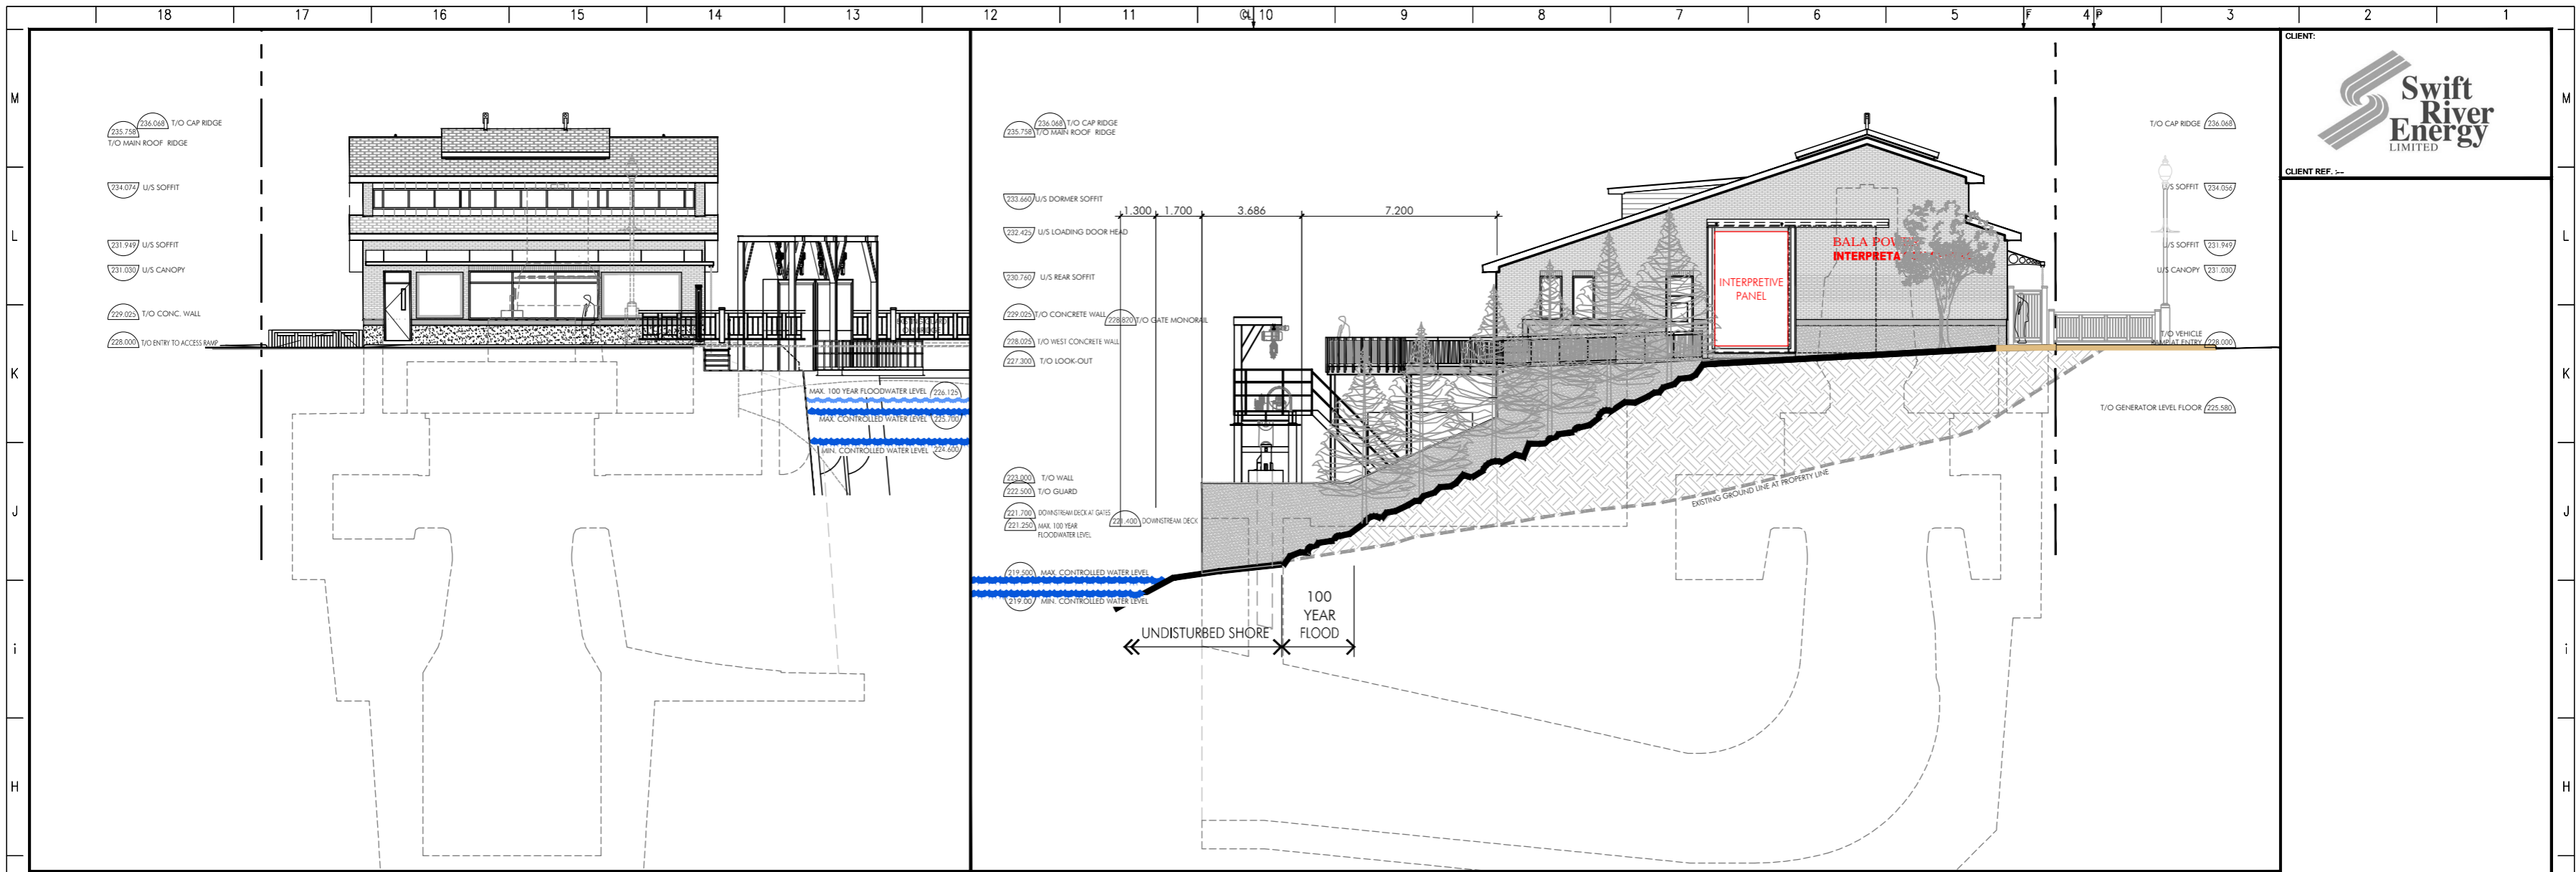 18 17 16 15 14 13 12 11 10 9 8 7 6 5 F 4 P 3 2 1
M
L
K
J
i
H
236.068 T/O CAP RIDGE
235.758
T/O MAIN ROOF RIDGE
234.074 U/S SOFFIT
231.949 U/S SOFFIT
231.030 U/S CANOPY
229.025 T/O CONC. WALL
228.000 T/O ENTRY TO ACCESS RAMP
MAX. 100 YEAR FLOODWATER LEVEL 226.125
MAX. CONTROLLED WATER LEVEL 225.700
MIN. CONTROLLED WATER LEVEL 224.600
236.068 T/O CAP RIDGE
235.758 T/O MAIN ROOF RIDGE
233.660 U/S DORMER SOFFIT
1.300 1.700 3.686 7.200
232.425 U/S LOADING DOOR HEAD
230.760 U/S REAR SOFFIT
229.025 T/O CONCRETE WALL
228.820 T/O GATE MONORAIL
228.025 T/O WEST CONCRETE WALL
227.300 T/O LOOK-OUT
223.000 T/O WALL
222.500 T/O GUARD
221.700 DOWNSTREAM DECK AT GATES
221.400 DOWNSTREAM DECK
221.250 MAX. 100 YEAR
FLOODWATER LEVEL
219.500 MAX. CONTROLLED WATER LEVEL
219.00 MIN. CONTROLLED WATER LEVEL
UNDISTURBED SHORE
100
YEAR
FLOOD
BALA
INTERPRETIVE
PANEL
EXISTING GROUND LINE AT PROPERTY LINE
T/O CAP RIDGE 236.068
U/S SOFFIT 234.056
U/S SOFFIT 231.949
U/S CANOPY 231.030
T/O VEHICLE
RAMP AT ENTRY 228.000
T/O GENERATOR LEVEL FLOOR 225.580
CLIENT:
Swift
River
Energy
LIMITED
CLIENT REF. :--
M
L
K
J
i
H